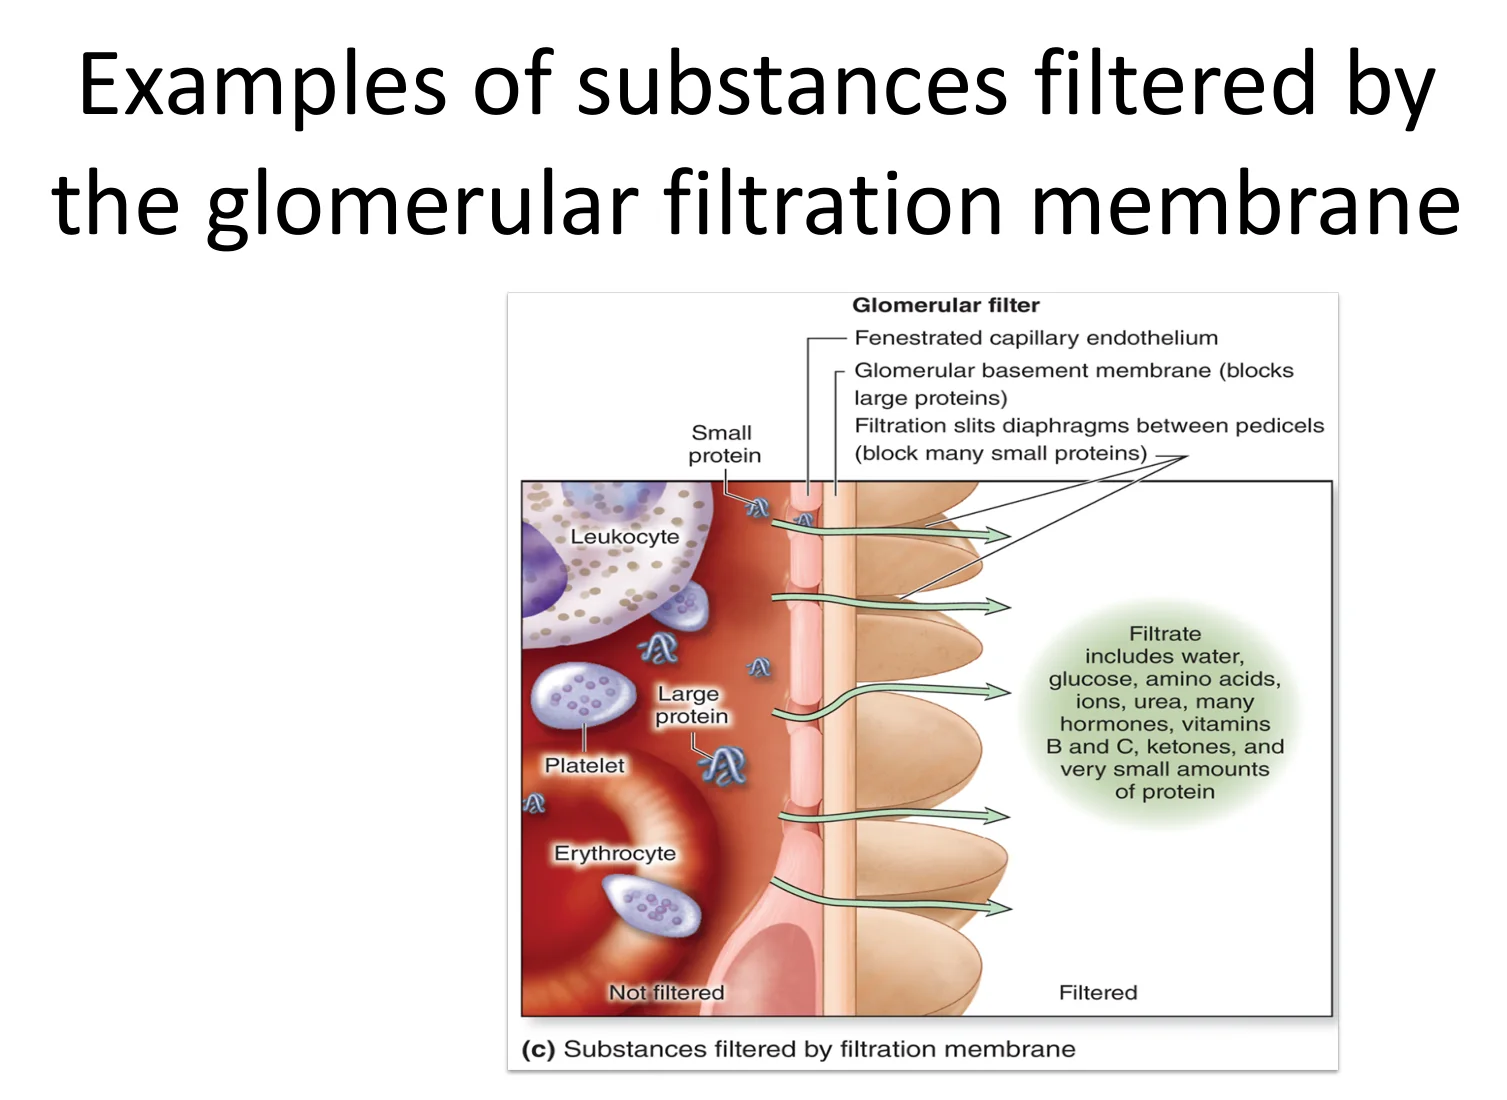 Examples of substances filtered by
the glomerular filtration membrane
Glomerular filter
Fenestrated capillary endothelium
Glomerular basement membrane (blocks
large proteins)
Filtration slits diaphragms between pedicels
(block many small proteins)
Small
protein
Leukocyte
Large
protein
Platelet
Erythrocyte
Not filtered
Filtrate
includes water,
glucose, amino acids,
ions, urea, many
hormones, vitamins
B and C, ketones, and
very small amounts
of protein
Filtered
(c) Substances filtered by filtration membrane